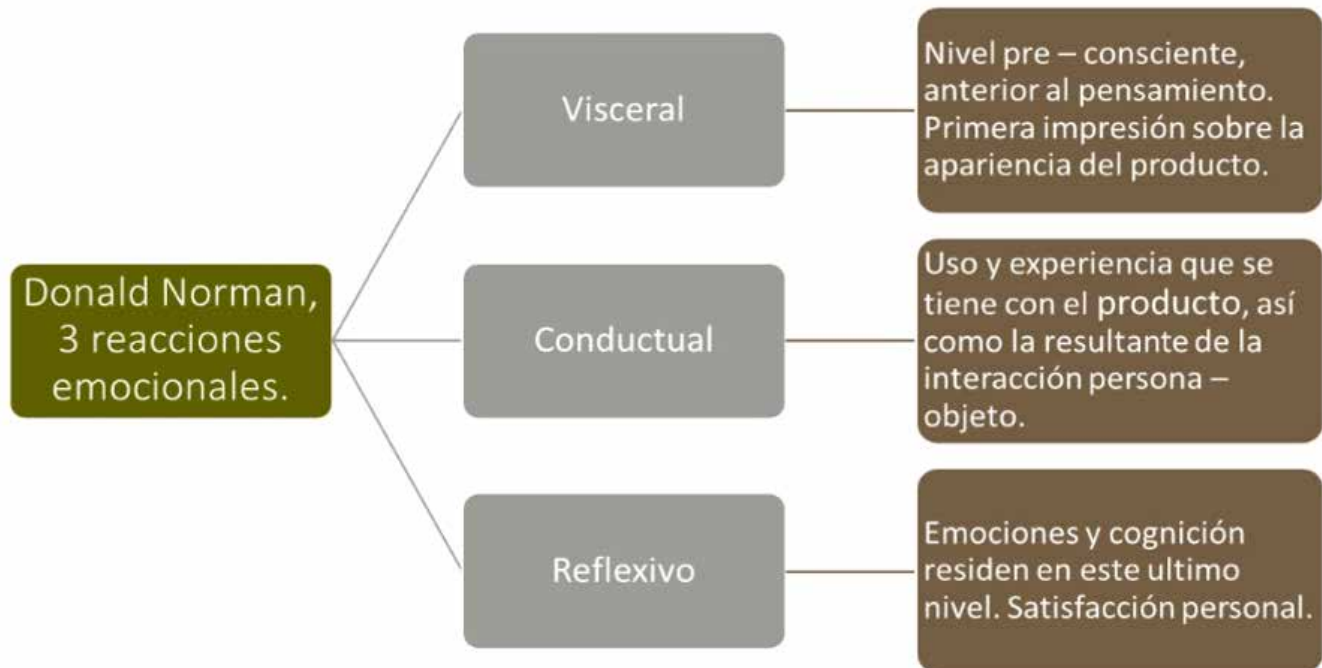 Donald Norman,
3 reacciones
emocionales.
Visceral
Nivel pre – consciente,
anterior al pensamiento.
Primera impresión sobre la
apariencia del producto.
Conductual
Uso y experiencia que se
tiene con el producto, así
como la resultante de la
interacción persona –
objeto.
Reflexivo
Emociones y cognición
residen en este ultimo
nivel. Satisfacción personal.